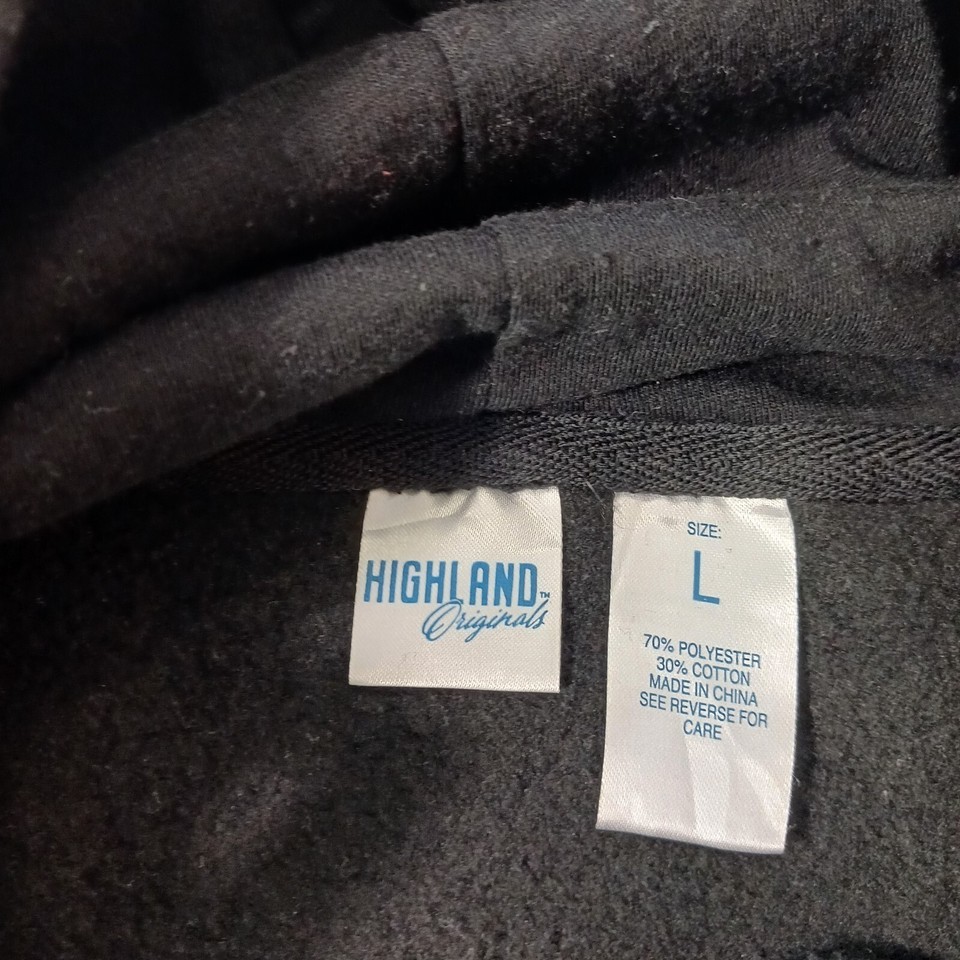 HIGHLAND™
Originals
SIZE:
L
70% POLYESTER
30% COTTON
MADE IN CHINA
SEE REVERSE FOR
CARE